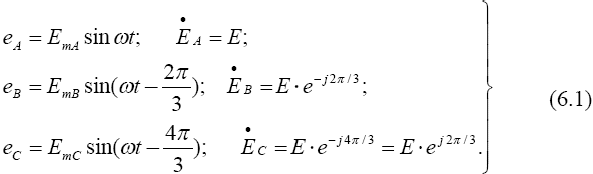 e_A = E_{mA} sin ωt; Ė_A = E;
e_B = E_{mB} sin(ωt − 2π/3); Ė_B = E · e^{−j2π/3};
e_C = E_{mC} sin(ωt − 4π/3); Ė_C = E · e^{−j4π/3} = E · e^{j2π/3}.
(6.1)